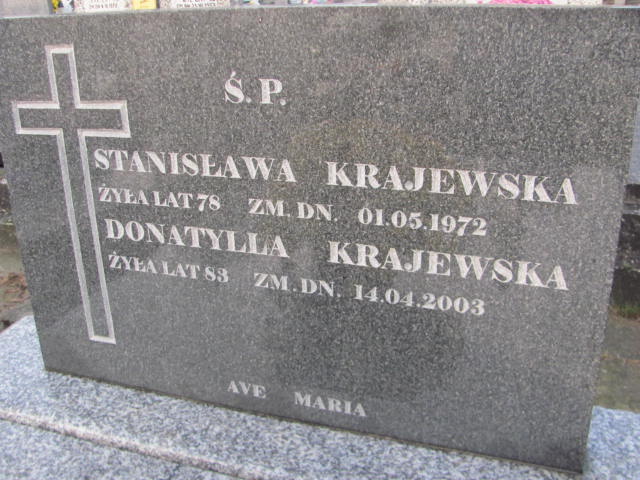 Ś.P.
STANISŁAWA KRAJEWSKA
ŻYŁA LAT 78 ZM. DN. 01.05.1972
DONATYLLA KRAJEWSKA
ŻYŁA LAT 83 ZM. DN. 14.04.2003
AVE MARIA